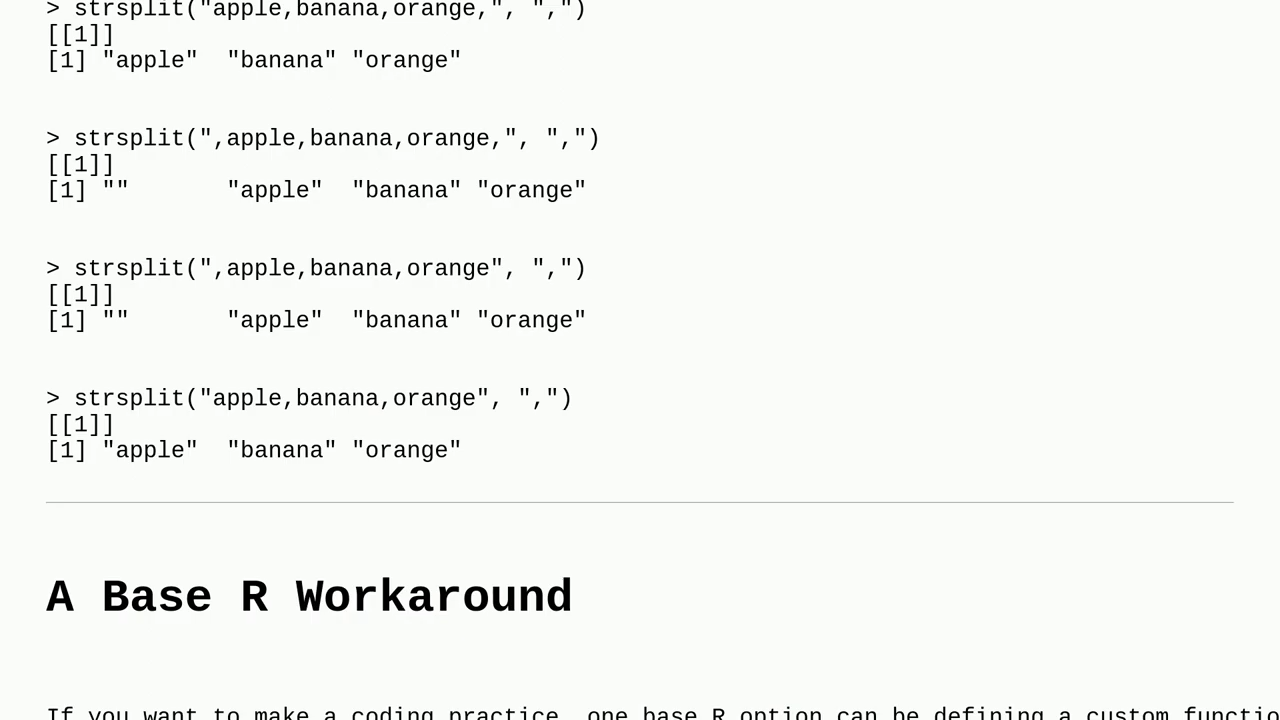 > strsplit("apple,banana,orange,", ",")
[[1]]
[1] "apple"  "banana" "orange"
> strsplit(",apple,banana,orange,", ",")
[[1]]
[1] ""       "apple"  "banana" "orange"
> strsplit(",apple,banana,orange", ",")
[[1]]
[1] ""       "apple"  "banana" "orange"
> strsplit("apple,banana,orange", ",")
[[1]]
[1] "apple"  "banana" "orange"
A Base R Workaround
If you want to make a coding practice, one base R option can be defining a custom functio